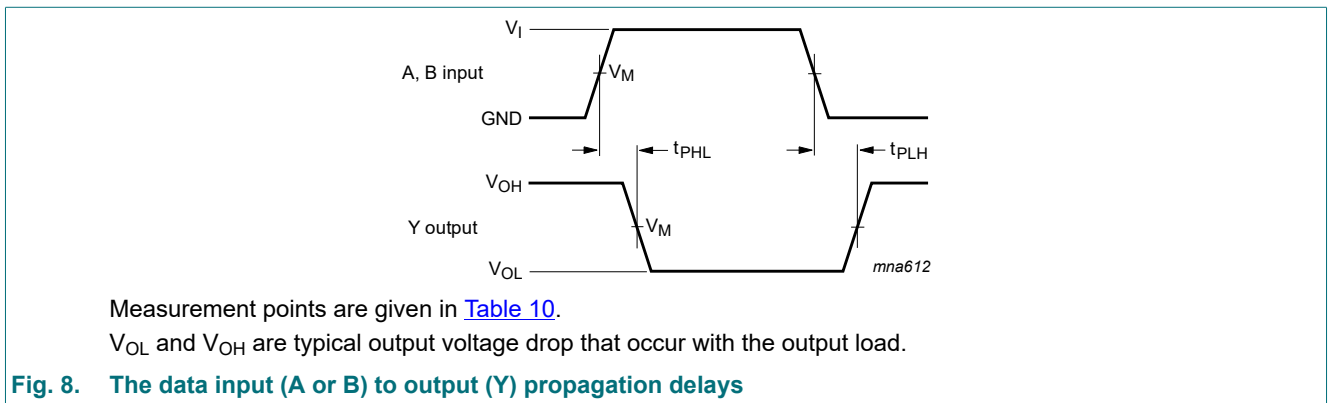 V_I
A, B input
V_M
GND
t_PHL
t_PLH
V_OH
Y output
V_M
V_OL
mna612
Measurement points are given in Table 10.
V_OL and V_OH are typical output voltage drop that occur with the output load.
Fig. 8. The data input (A or B) to output (Y) propagation delays